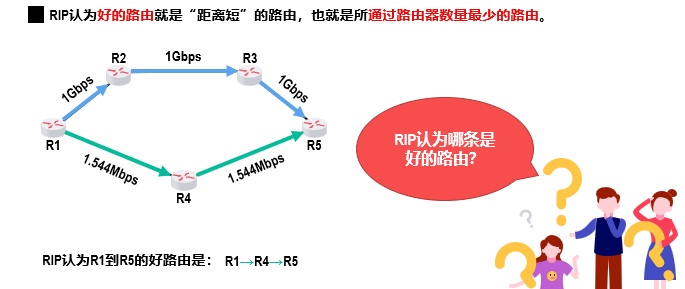 RIP认为好的路由就是“距离短”的路由，也就是所通过路由器数量最少的路由。
R2
1Gbps
R3
1Gbps
1Gbps
R1
R5
1.544Mbps
1.544Mbps
R4
RIP认为哪条是
好的路由？
RIP认为R1到R5的好路由是： R1→R4→R5